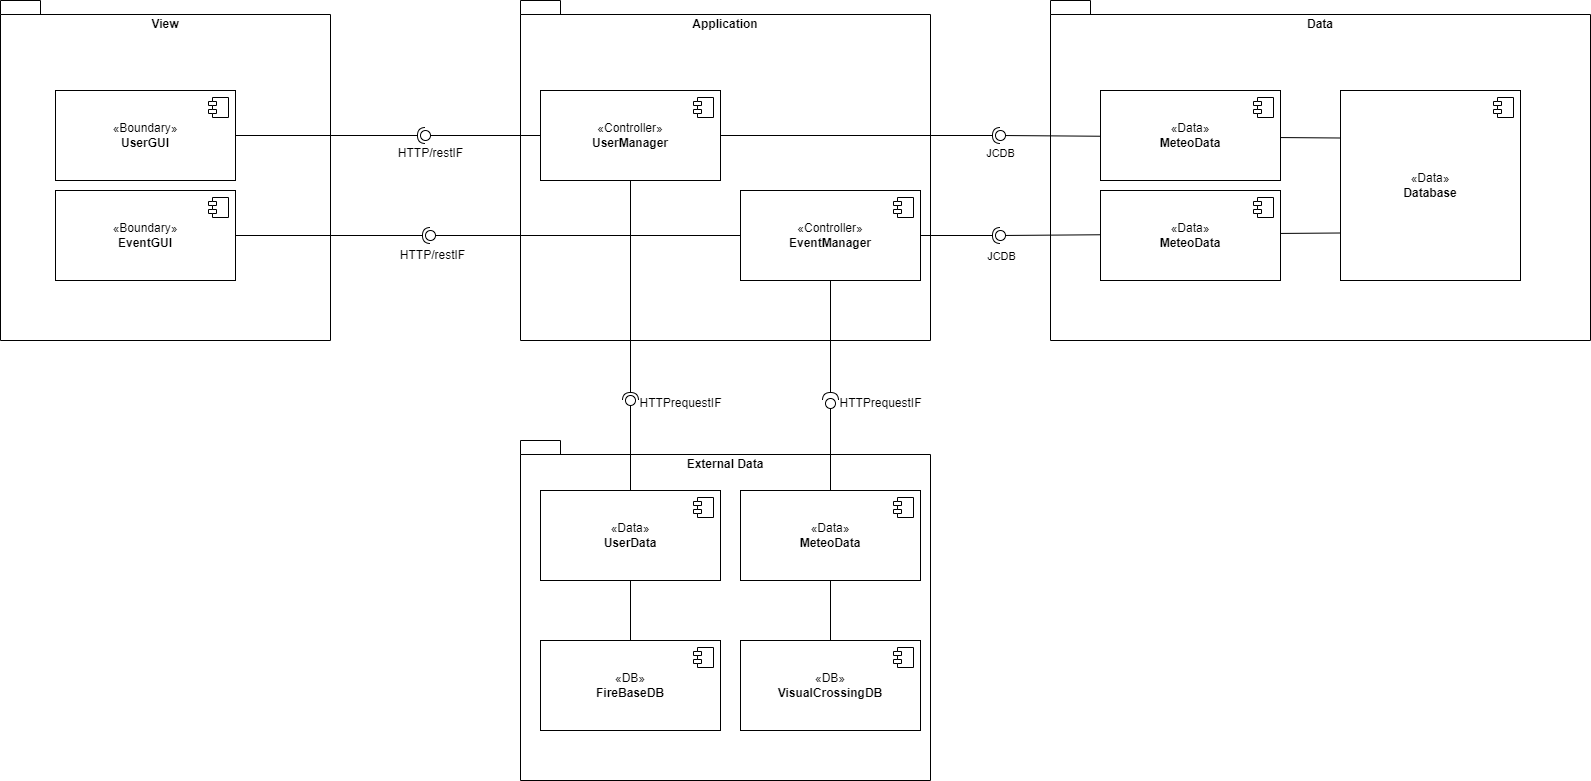 View
Application
Data
«Boundary»
UserGUI
HTTP/restIF
«Controller»
UserManager
JCDB
«Data»
MeteoData
«Data»
Database
«Boundary»
EventGUI
HTTP/restIF
«Controller»
EventManager
JCDB
«Data»
MeteoData
HTTPrequestIF
HTTPrequestIF
External Data
«Data»
UserData
«Data»
MeteoData
«DB»
FireBaseDB
«DB»
VisualCrossingDB